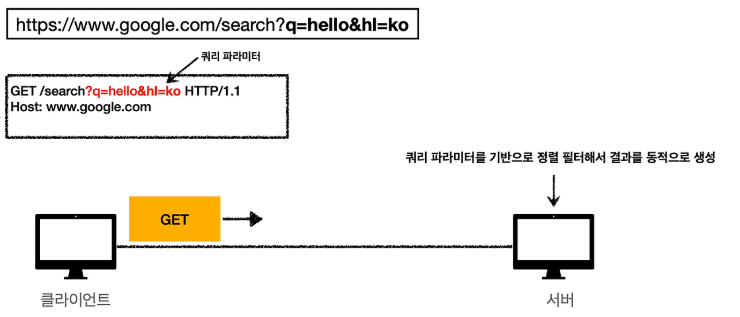 https://www.google.com/search?q=hello&hl=ko
쿼리 파라미터
GET /search?q=hello&hl=ko HTTP/1.1
Host: www.google.com
쿼리 파라미터를 기반으로 정렬 필터해서 결과를 동적으로 생성
GET
클라이언트
서버